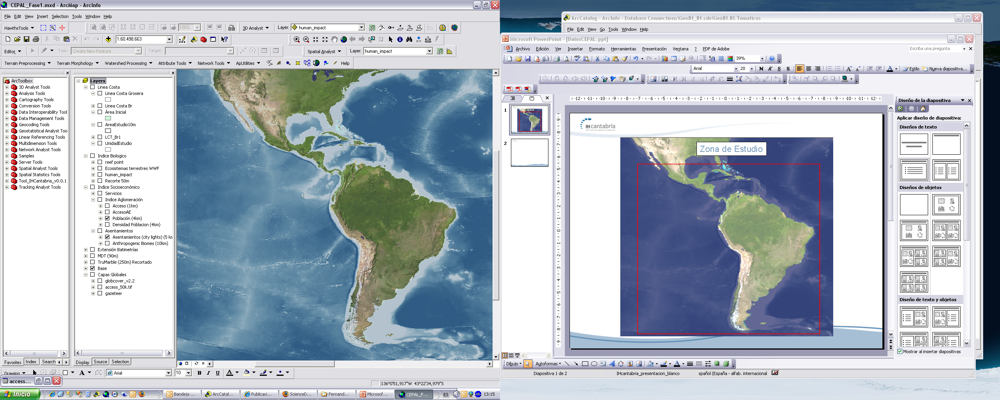 CEPAL_Fase1.mxd - ArcMap - ArcInfo
File Edit View Insert Selection Tools Window Help
HawthsTools
100%
3D Analyst
Layer: human_impact
1:60.498.663
Editor
Task: Create New Feature
Target:
Spatial Analyst
Layer: human_impact
Terrain Preprocessing Terrain Morphology Watershed Processing Attribute Tools Network Tools ApUtilities Help
ArcToolbox
3D Analyst Tools
Analysis Tools
Cartography Tools
Conversion Tools
Data Interoperability Tool
Data Management Tools
Geocoding Tools
Geostatistical Analyst Too
Linear Referencing Tools
Multidimension Tools
Network Analyst Tools
Samples
Server Tools
Spatial Analyst Tools
Spatial Statistics Tools
Tool_IHCantabria_v0.0.1
Tracking Analyst Tools
Favorites Index Search
Layers
Linea Costa
Linea Costa Grosera
Linea Costa Br
Área Inicial
AreaEstudio10m
LCT_Br1
UnidadEstudio
Indice Biologico
reef point
Ecosistemas terrestres WWF
human_impact
Recorte 50m
Indice Socioeconómico
Servicios
Indice Aglomeración
Acceso (1km)
AccesoAE
Población (4km)
Densidad Poblacion (4km)
Asentamientos
Asentamientos (city lights) (5 kn
Anthropogenic Biomes (10km)
Extensión Batimetrías
MDT (90m)
TruMarble (250m) Recortado
Base
Capas Globales
globcover_v2.2
access_50k.tif
gazeteer
Display Source Selection
Drawing
Arial
10
B I U A
access...
136°0'51,917"W 43°22'34,979"S
Inicio
Bandeja ...
ArcCatal...
Publicaci...
ScienceD...
Fernand...
Microsof...
CEPAL_F...
ES
13:15
ArcCatalog - ArcInfo - Database Connections\GeoIH_IH.sde\GeoIH.IH.Tematicos
File Edit View Go Tools Window Help
Microsoft PowerPoint - [DatosCEPAL.ppt]
Archivo Edición Ver Insertar Formato Herramientas Presentación Ventana ? PDF de Adobe
Escriba una pregunta
39%
Arial
20
N K S S
Estilo
Nueva diapositiva...
1
2
IHcantabria
Zona de Estudio
Diseño de la diapositiva
Aplicar diseño de diapositiva:
Diseños de texto
Diseños de objetos
Diseño de texto y objetos
Mostrar al insertar diapositivas
Dibujo
Autoformas
Diapositiva 1 de 2
IHcantabria_presentacion_blanco
spañol (España - alfab. internacional